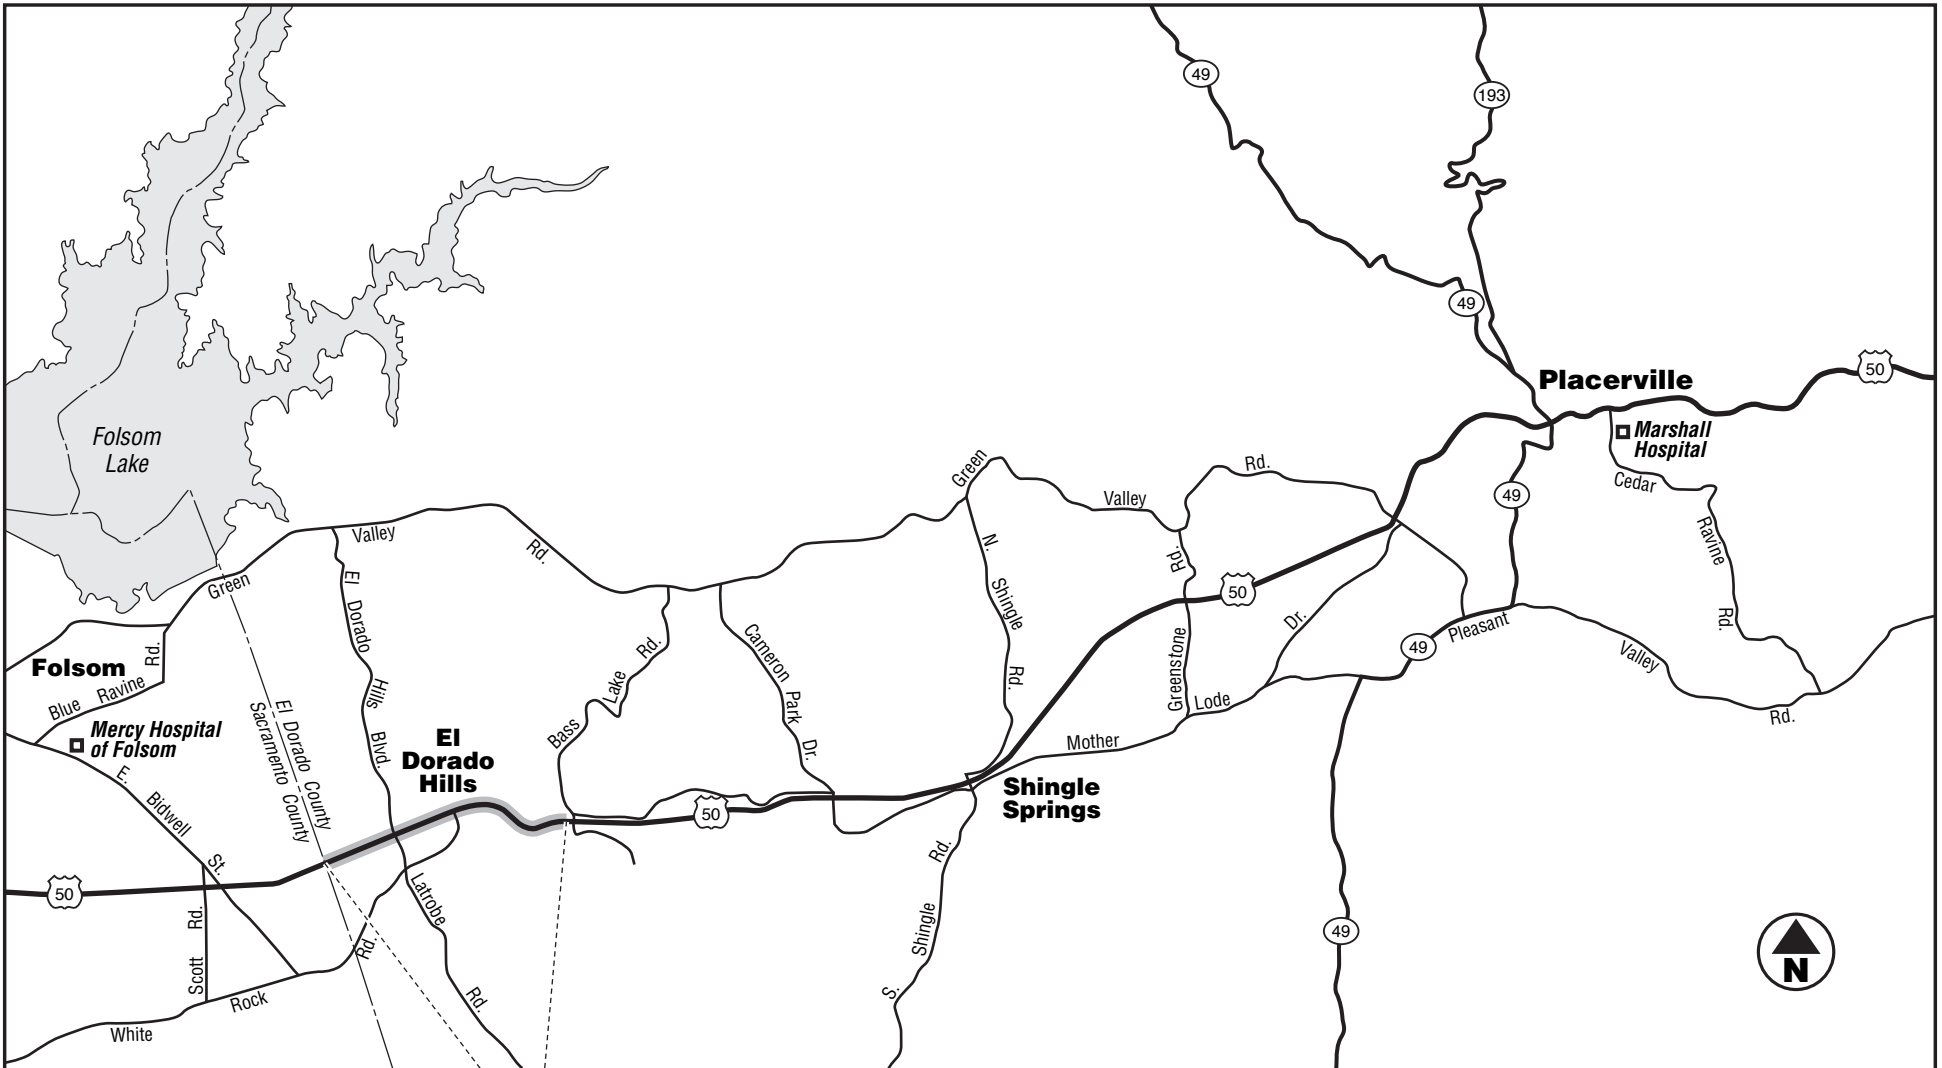 49
193
49
Placerville
50
Marshall
Hospital
Folsom
Lake
Green
Rd.
Valley
Cedar
49
Valley
Rd.
N.
Rd.
Ravine
Green
El Dorado
Shingle
50
Dr.
Pleasant
Rd.
Rd.
Cameron
Rd.
49
Valley
Folsom
Blue Ravine
Hills
Lake
Park
Rd.
Greenstone
Lode
Rd.
El Dorado County
Sacramento County
Mercy Hospital
of Folsom
Blvd.
El
Dorado
Hills
Bass
Dr.
Mother
E.
Bidwell
St.
50
Shingle
Springs
Rd.
50
Latrobe
Rd.
Shingle
49
Rd.
N
Scott
Rock
Rd.
S.
White